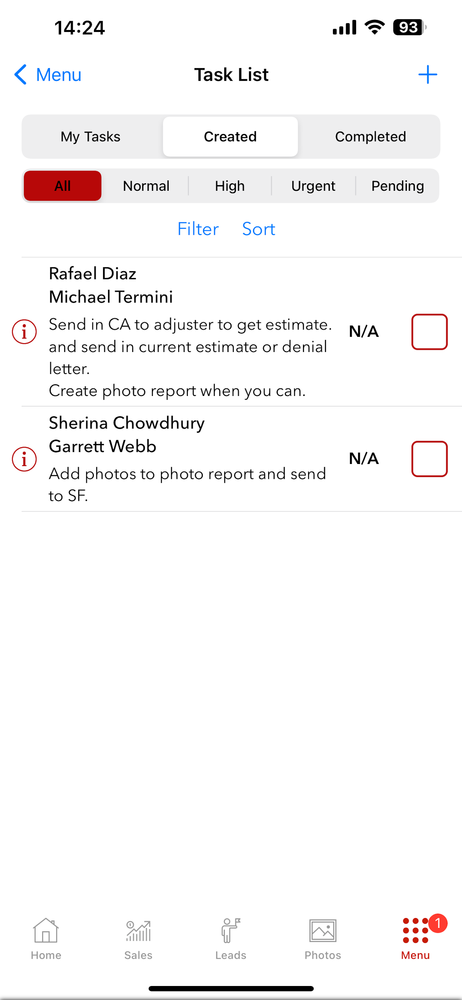 14:24
93
Menu
Task List
My Tasks
Created
Completed
All
Normal
High
Urgent
Pending
Filter
Sort
Rafael Diaz
Michael Termini
Send in CA to adjuster to get estimate.
and send in current estimate or denial
letter.
Create photo report when you can.
N/A
Sherina Chowdhury
Garrett Webb
Add photos to photo report and send
to SF.
N/A
1
Home
Sales
Leads
Photos
Menu